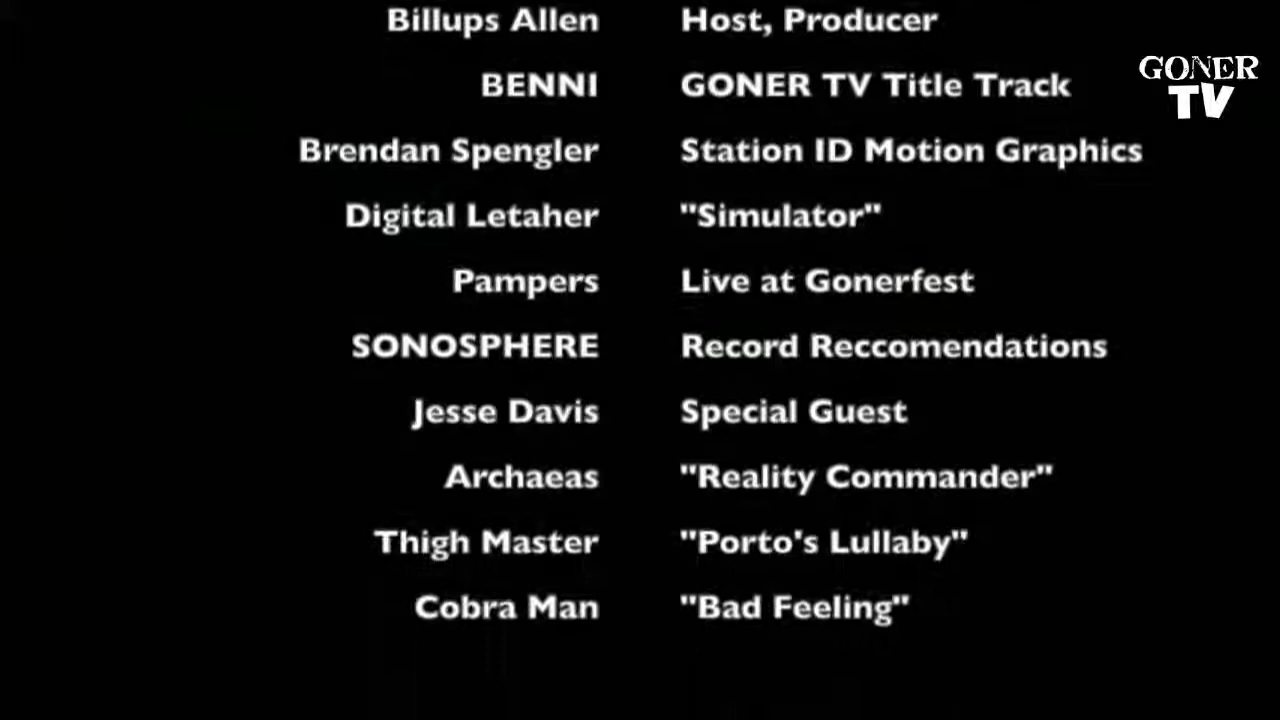 Billups Allen Host, Producer
GONER
TV
BENNI GONER TV Title Track
Brendan Spengler Station ID Motion Graphics
Digital Letaher "Simulator"
Pampers Live at Gonerfest
SONOSPHERE Record Reccomendations
Jesse Davis Special Guest
Archaeas "Reality Commander"
Thigh Master "Porto's Lullaby"
Cobra Man "Bad Feeling"